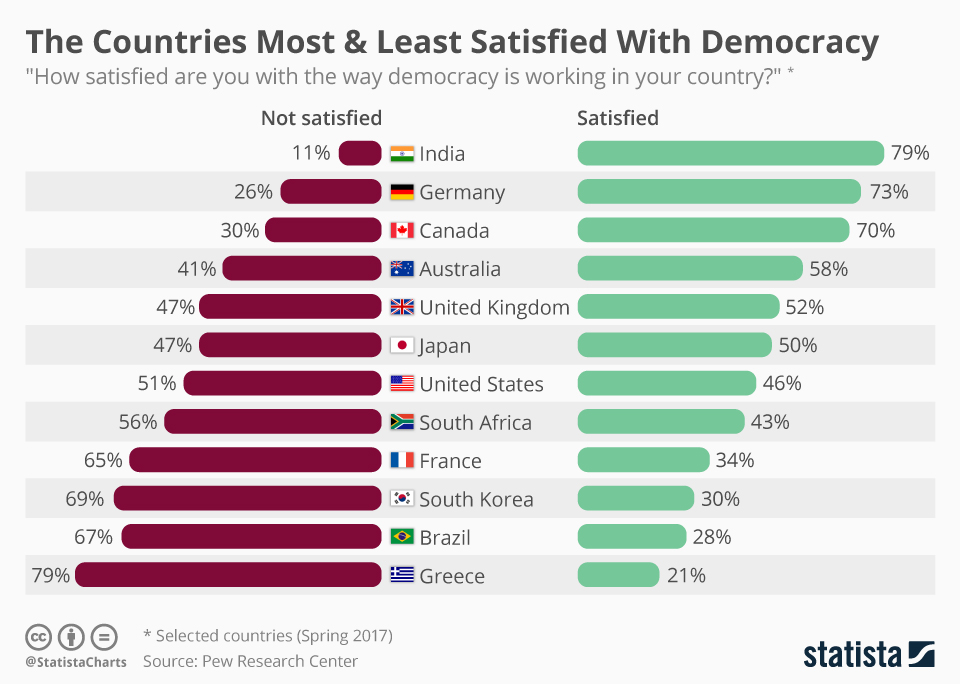 The Countries Most & Least Satisfied With Democracy
"How satisfied are you with the way democracy is working in your country?" *
Not satisfied Satisfied
11% India 79%
26% Germany 73%
30% Canada 70%
41% Australia 58%
47% United Kingdom 52%
47% Japan 50%
51% United States 46%
56% South Africa 43%
65% France 34%
69% South Korea 30%
67% Brazil 28%
79% Greece 21%
* Selected countries (Spring 2017)
@StatistaCharts Source: Pew Research Center
cc
statista